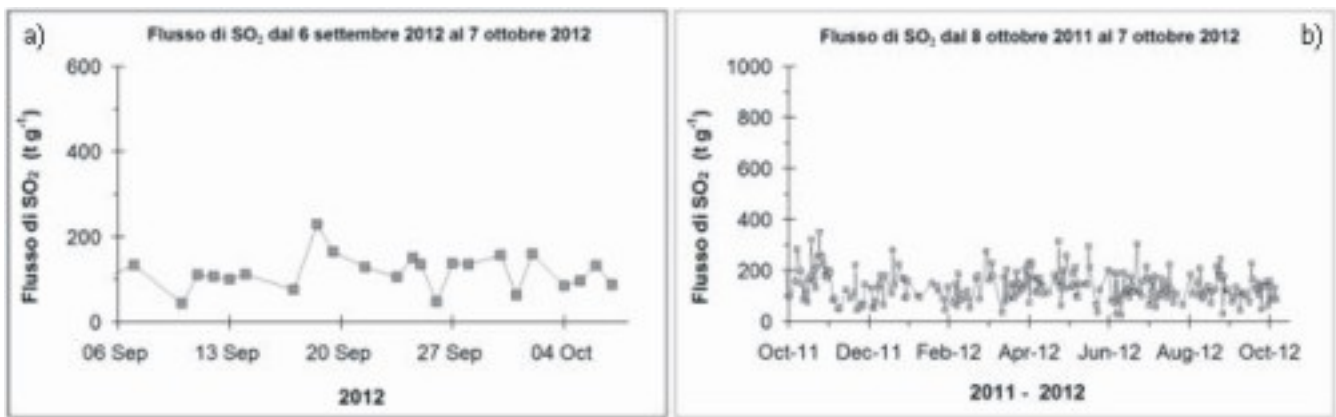 a)
Flusso di SO₂ dal 6 settembre 2012 al 7 ottobre 2012
Flusso di SO₂ (t g⁻¹)
600
400
200
0
06 Sep 13 Sep 20 Sep 27 Sep 04 Oct
2012
b)
Flusso di SO₂ dal 8 ottobre 2011 al 7 ottobre 2012
Flusso di SO₂ (t g⁻¹)
1000
800
600
400
200
0
Oct-11 Dec-11 Feb-12 Apr-12 Jun-12 Aug-12 Oct-12
2011 - 2012